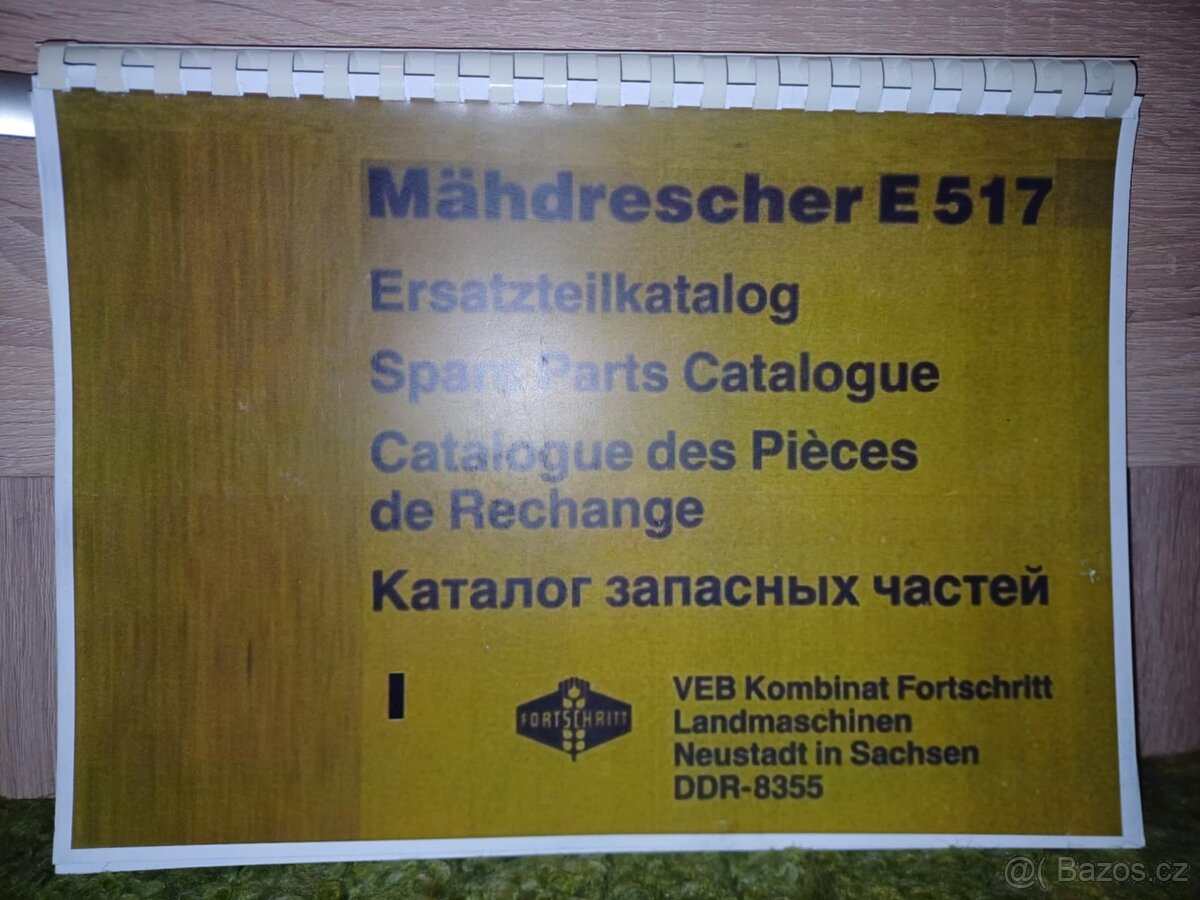 Mähdrescher E 517
Ersatzteilkatalog
Spare Parts Catalogue
Catalogue des Pièces
de Rechange
Каталог запасных частей
I
FORTSCHRITT
VEB Kombinat Fortschritt
Landmaschinen
Neustadt in Sachsen
DDR-8355
@( Bazos.cz